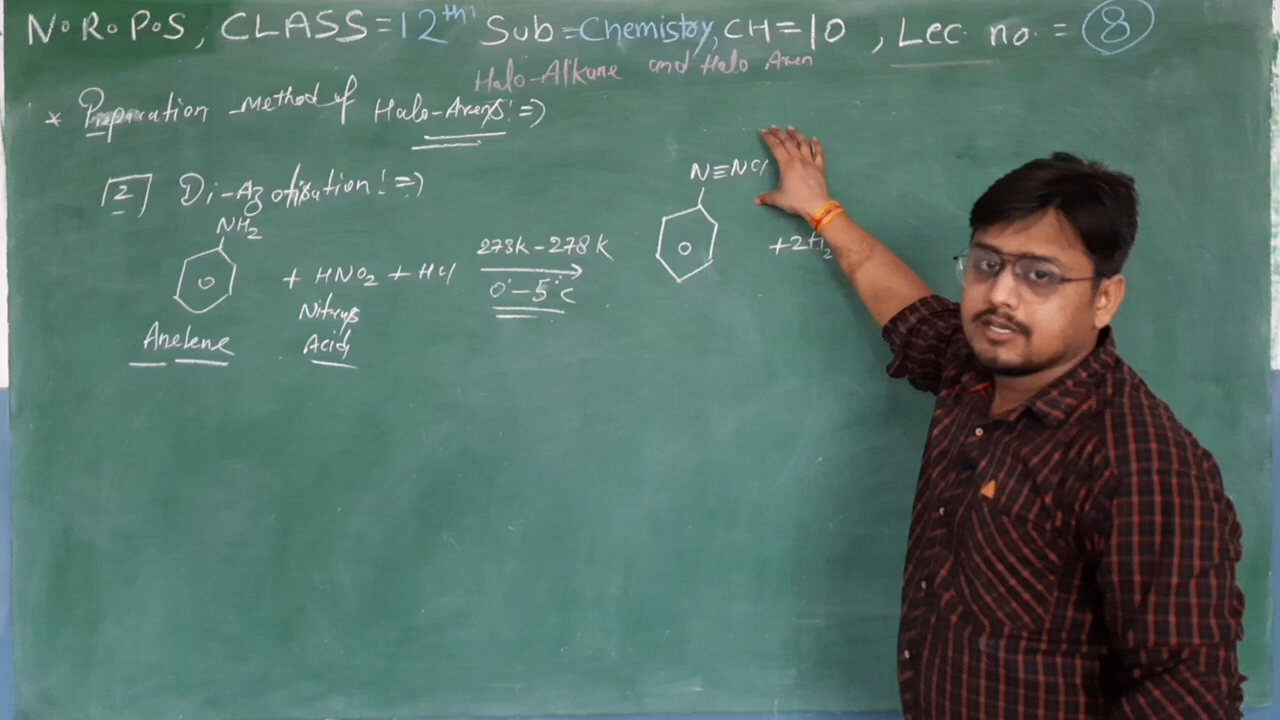 N.R.P.S, CLASS=12th Sub=Chemistry, CH=10, Lec. no. = 8
Halo-Alkane and Halo Aren
* Preparation Method of Halo-Arens:=)
2 Di-Azotisation!=)
NH2
N≡NCl
+ HNO2 + HCl
273k-278k
+2H2
0°-5°C
Nitrus
Anelene
Acid